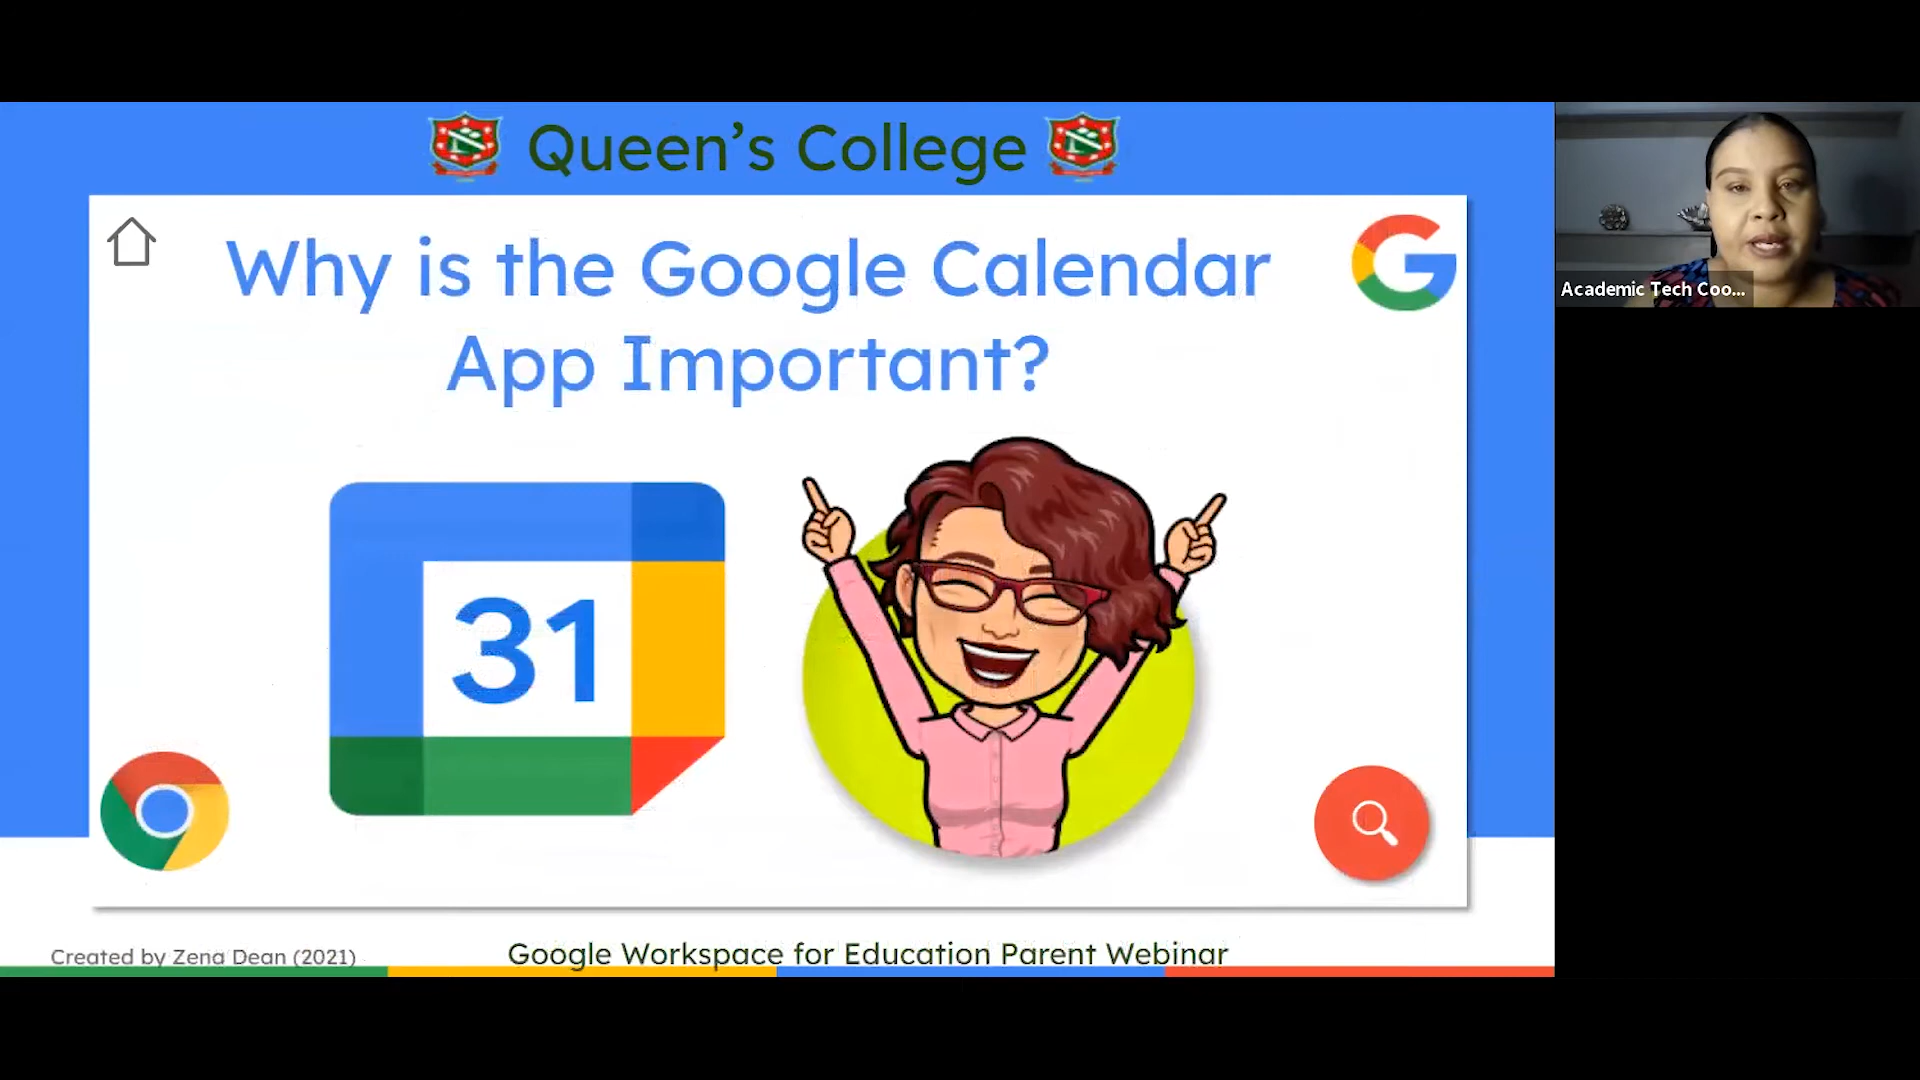 Queen's College
Why is the Google Calendar
App Important?
31
Academic Tech Coo...
Created by Zena Dean (2021)
Google Workspace for Education Parent Webinar